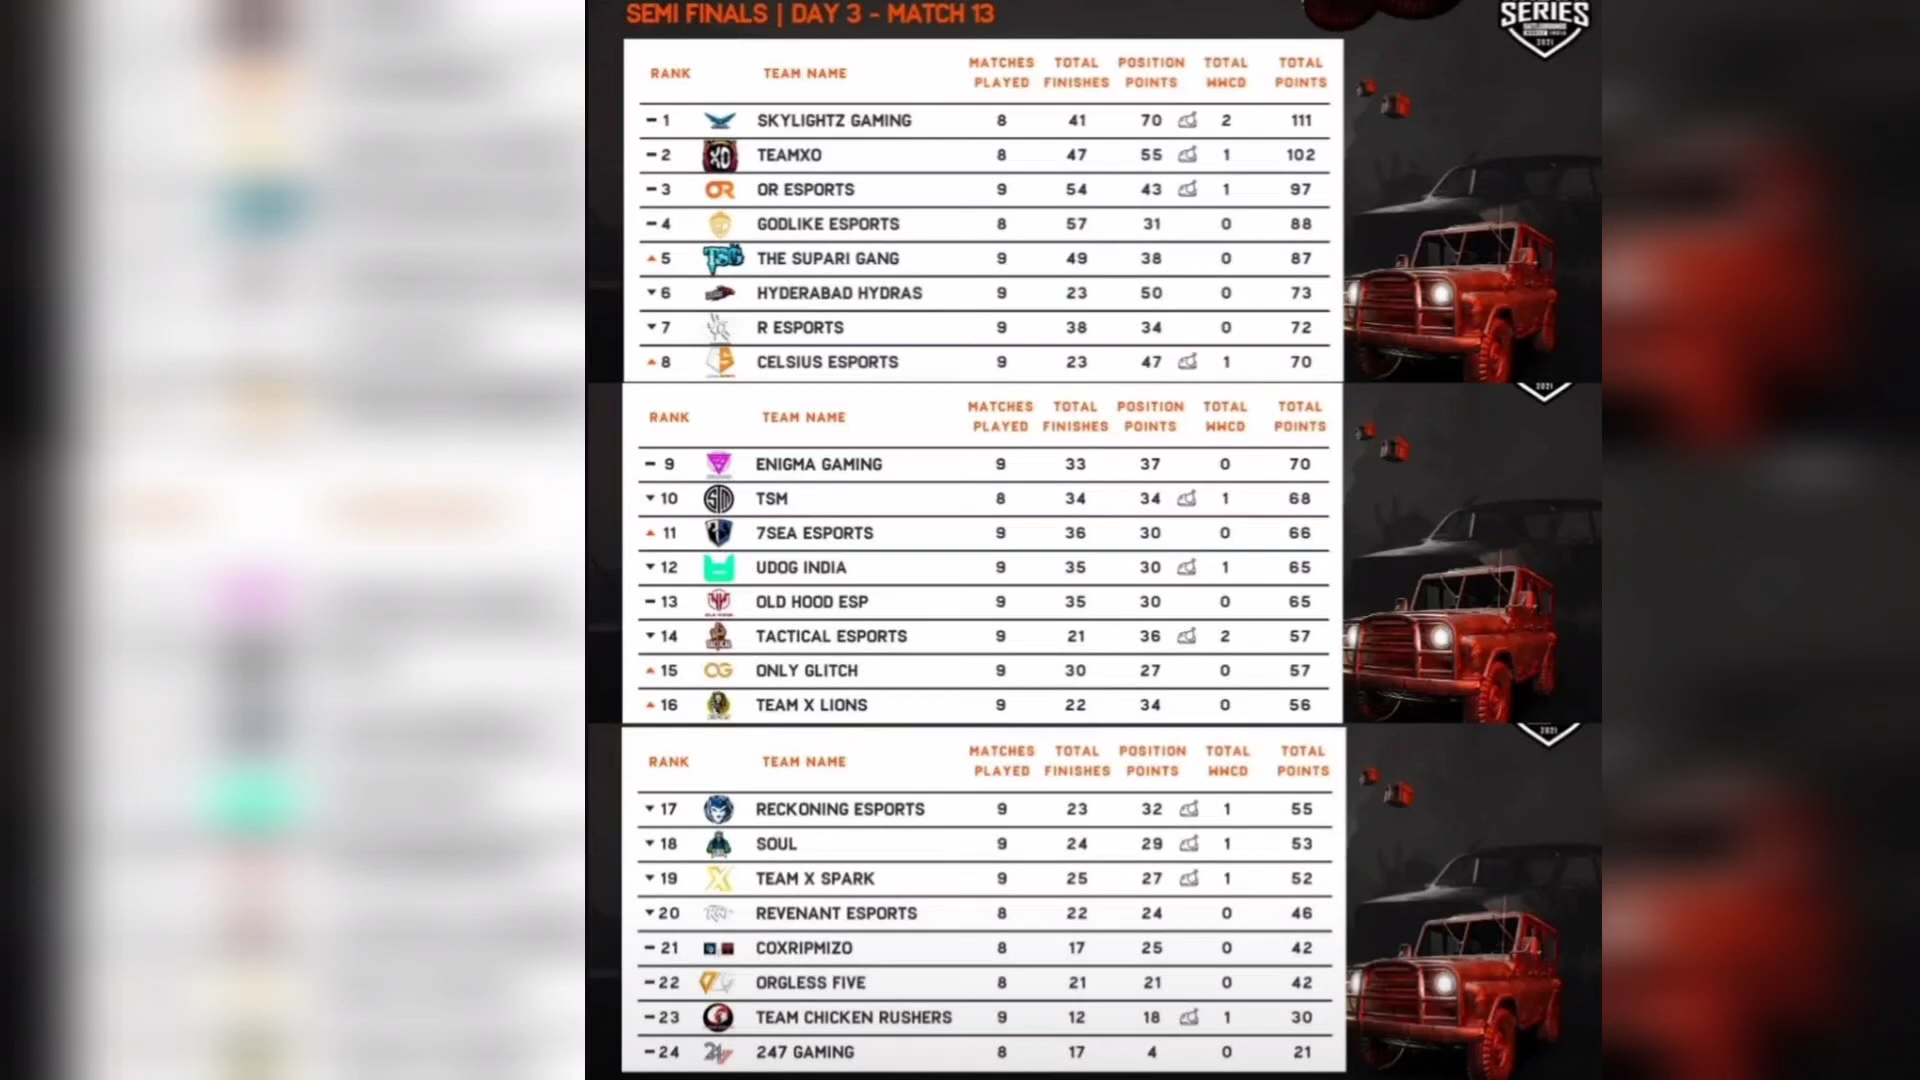 SEMI FINALS | DAY 3 - MATCH 13
SERIES
2021
RANK TEAM NAME MATCHES PLAYED TOTAL FINISHES POSITION POINTS TOTAL WWCD TOTAL POINTS
1 SKYLIGHTZ GAMING 8 41 70 2 111
2 XO TEAMXO 8 47 55 1 102
3 OR OR ESPORTS 9 54 43 1 97
4 GODLIKE ESPORTS 8 57 31 0 88
5 TSG THE SUPARI GANG 9 49 38 0 87
6 HYDERABAD HYDRAS 9 23 50 0 73
7 R ESPORTS 9 38 34 0 72
8 CELSIUS ESPORTS 9 23 47 1 70
2021
RANK TEAM NAME MATCHES PLAYED TOTAL FINISHES POSITION POINTS TOTAL WWCD TOTAL POINTS
9 ENIGMA GAMING 9 33 37 0 70
10 TSM 8 34 34 1 68
11 7SEA ESPORTS 9 36 30 0 66
12 UDOG INDIA 9 35 30 1 65
13 OLD HOOD ESP 9 35 30 0 65
14 TACTICAL ESPORTS 9 21 36 2 57
15 OG ONLY GLITCH 9 30 27 0 57
16 TEAM X LIONS 9 22 34 0 56
2021
RANK TEAM NAME MATCHES PLAYED TOTAL FINISHES POSITION POINTS TOTAL WWCD TOTAL POINTS
17 RECKONING ESPORTS 9 23 32 1 55
18 SOUL 9 24 29 1 53
19 X TEAM X SPARK 9 25 27 1 52
20 REVENANT ESPORTS 8 22 24 0 46
21 COXRIPMIZO 8 17 25 0 42
22 ORGLESS FIVE 8 21 21 0 42
23 TEAM CHICKEN RUSHERS 9 12 18 1 30
24 247 247 GAMING 8 17 4 0 21